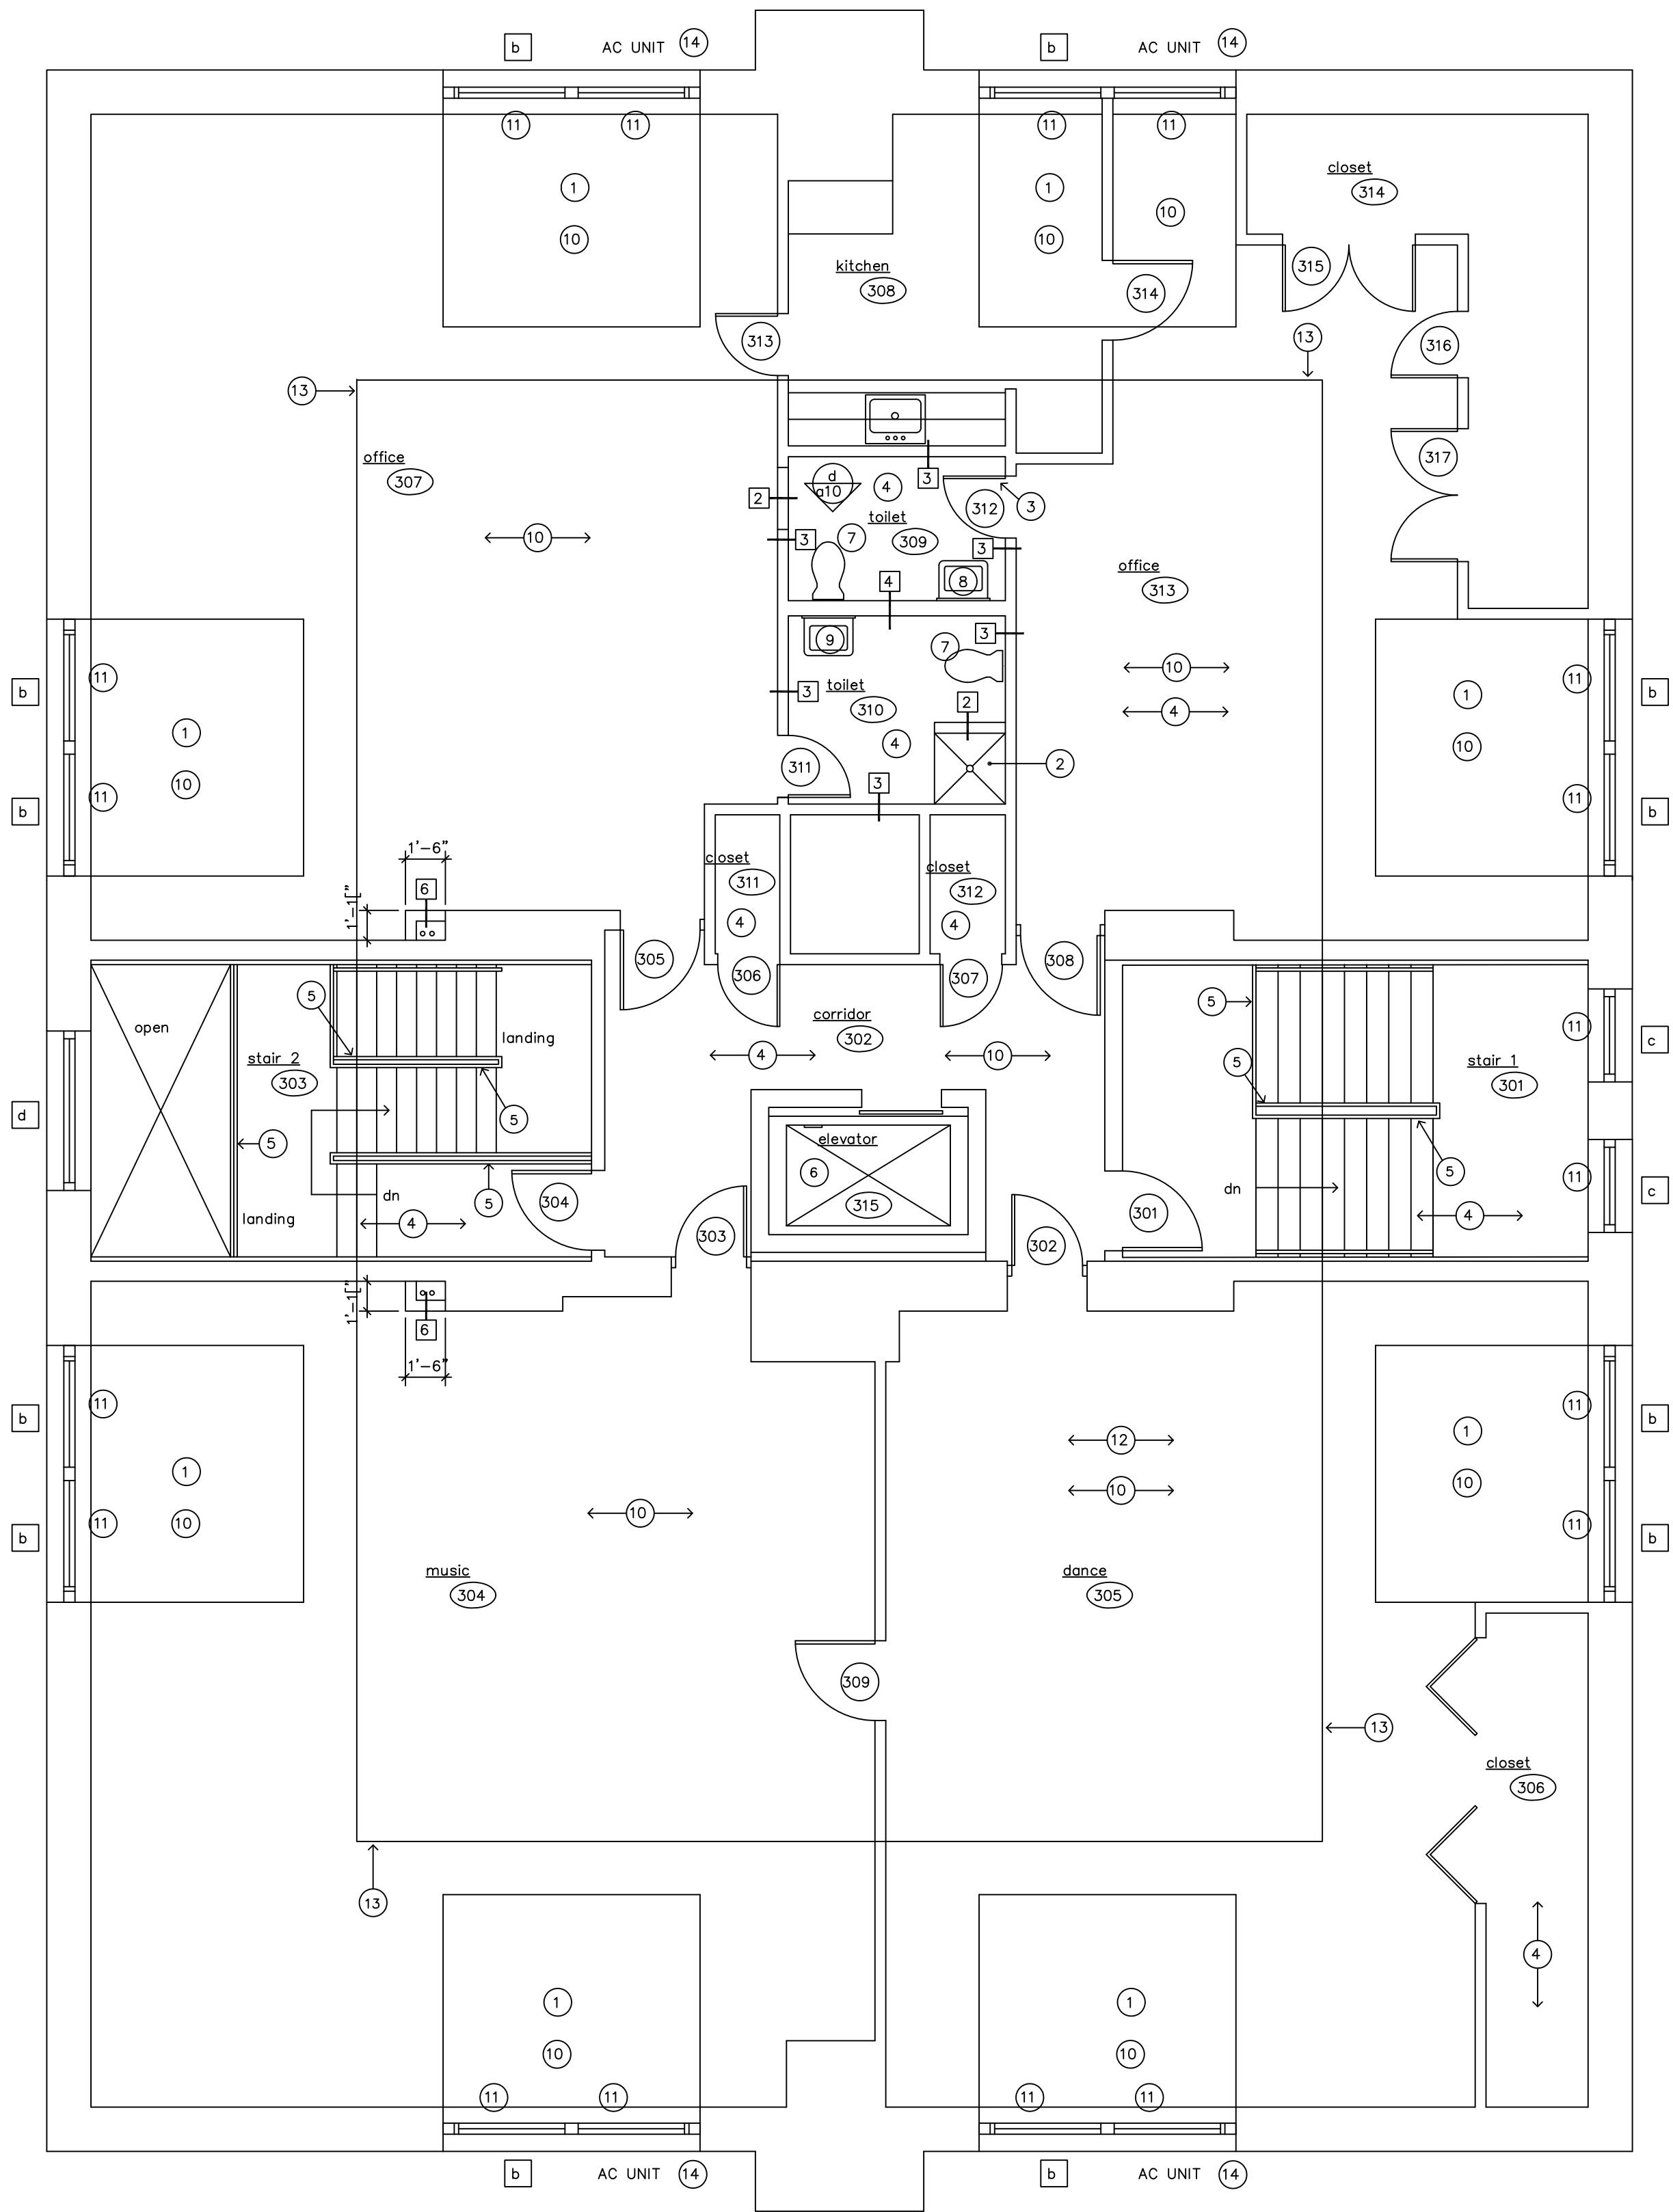 b AC UNIT 14 b AC UNIT 14
11 11 11 11
closet
314
1 1
10 10 10
kitchen
308
315
314
313 13 316
13
office
307
317
3
d
a10
4
2 312 3
toilet
309
10 3 7 3
office
313
4 8
9 3
7
11 10 11
toilet
310
b 3 2 4 1 b
1 4 10
311 2
10 3
11 11
b b
1'-6"
closet
311
closet
312
6
1'-1["
4 4
305 306 307 308
5 5
open landing
corridor
302
11
c
stair 2
303
4 10
5
stair 1
301
d 5
5
elevator
6
315
5
dn 304 5 dn 11 c
landing 4 303 302 301 4
1'-1["
6
1'-6"
b 11 11 b
12 1
1 10 10
10
b 11 11 b
music
304
dance
305
309
13
closet
306
13
4
1 1
10 10
11 11 11 11
b AC UNIT 14 b AC UNIT 14